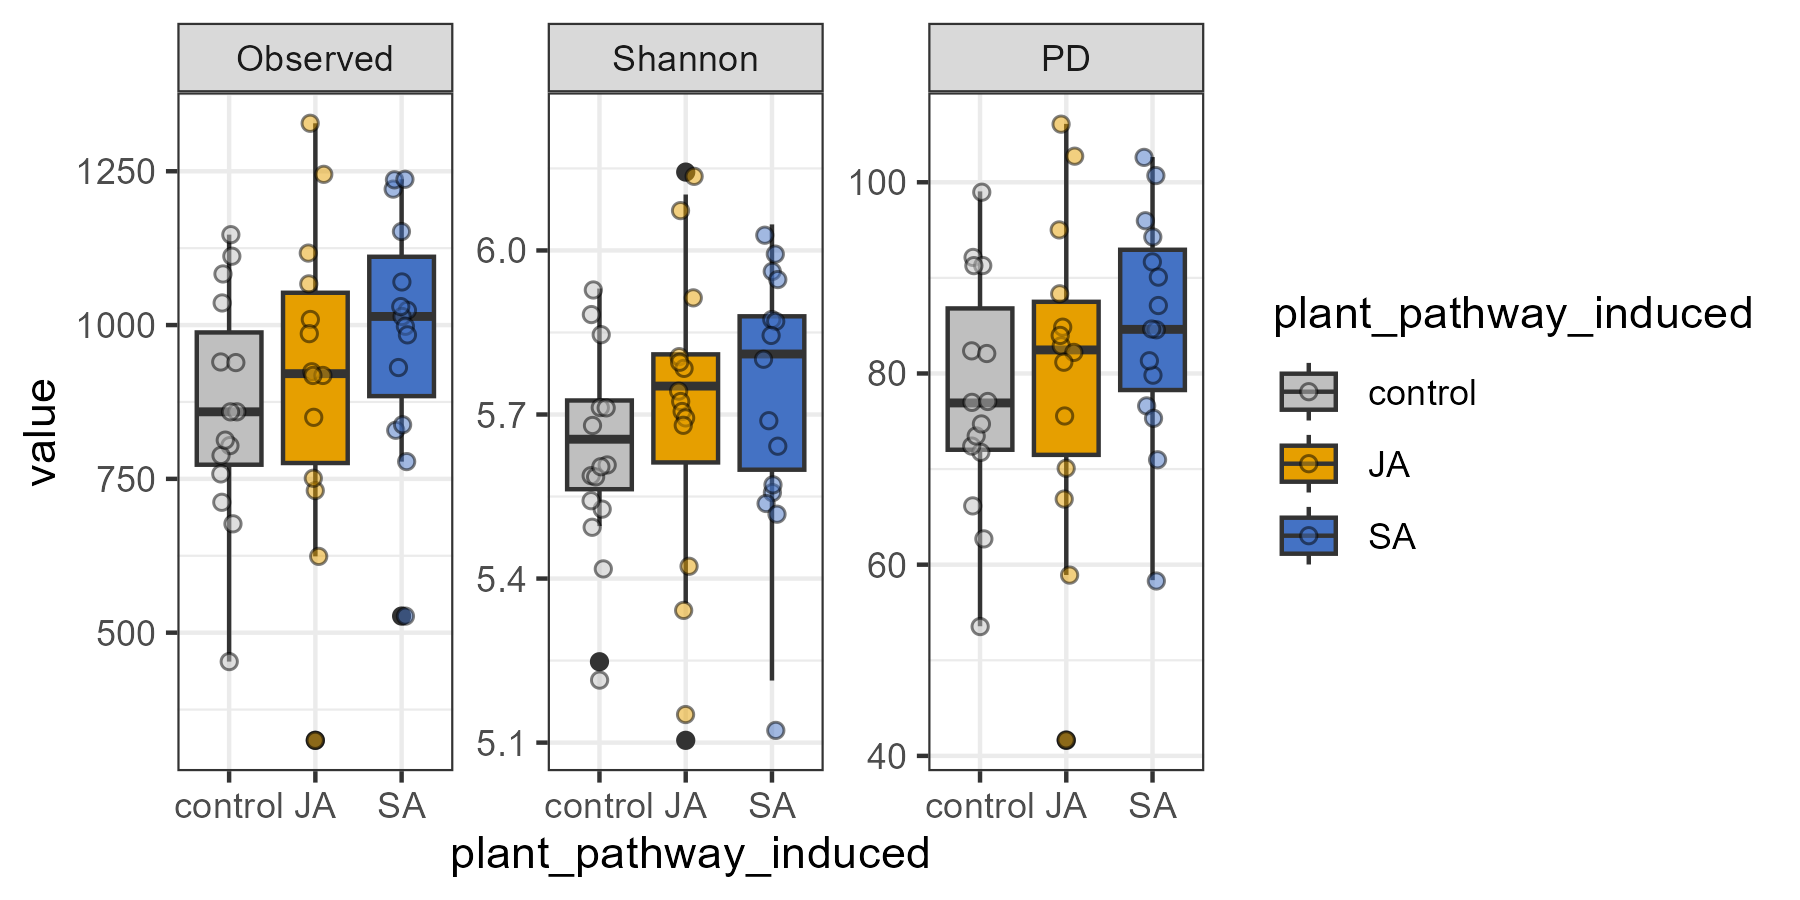 Observed
Shannon
PD
value
1250
1000
750
500
6.0
5.7
5.4
5.1
100
80
60
40
control JA SA
control JA SA
control JA SA
plant_pathway_induced
plant_pathway_induced
control
JA
SA